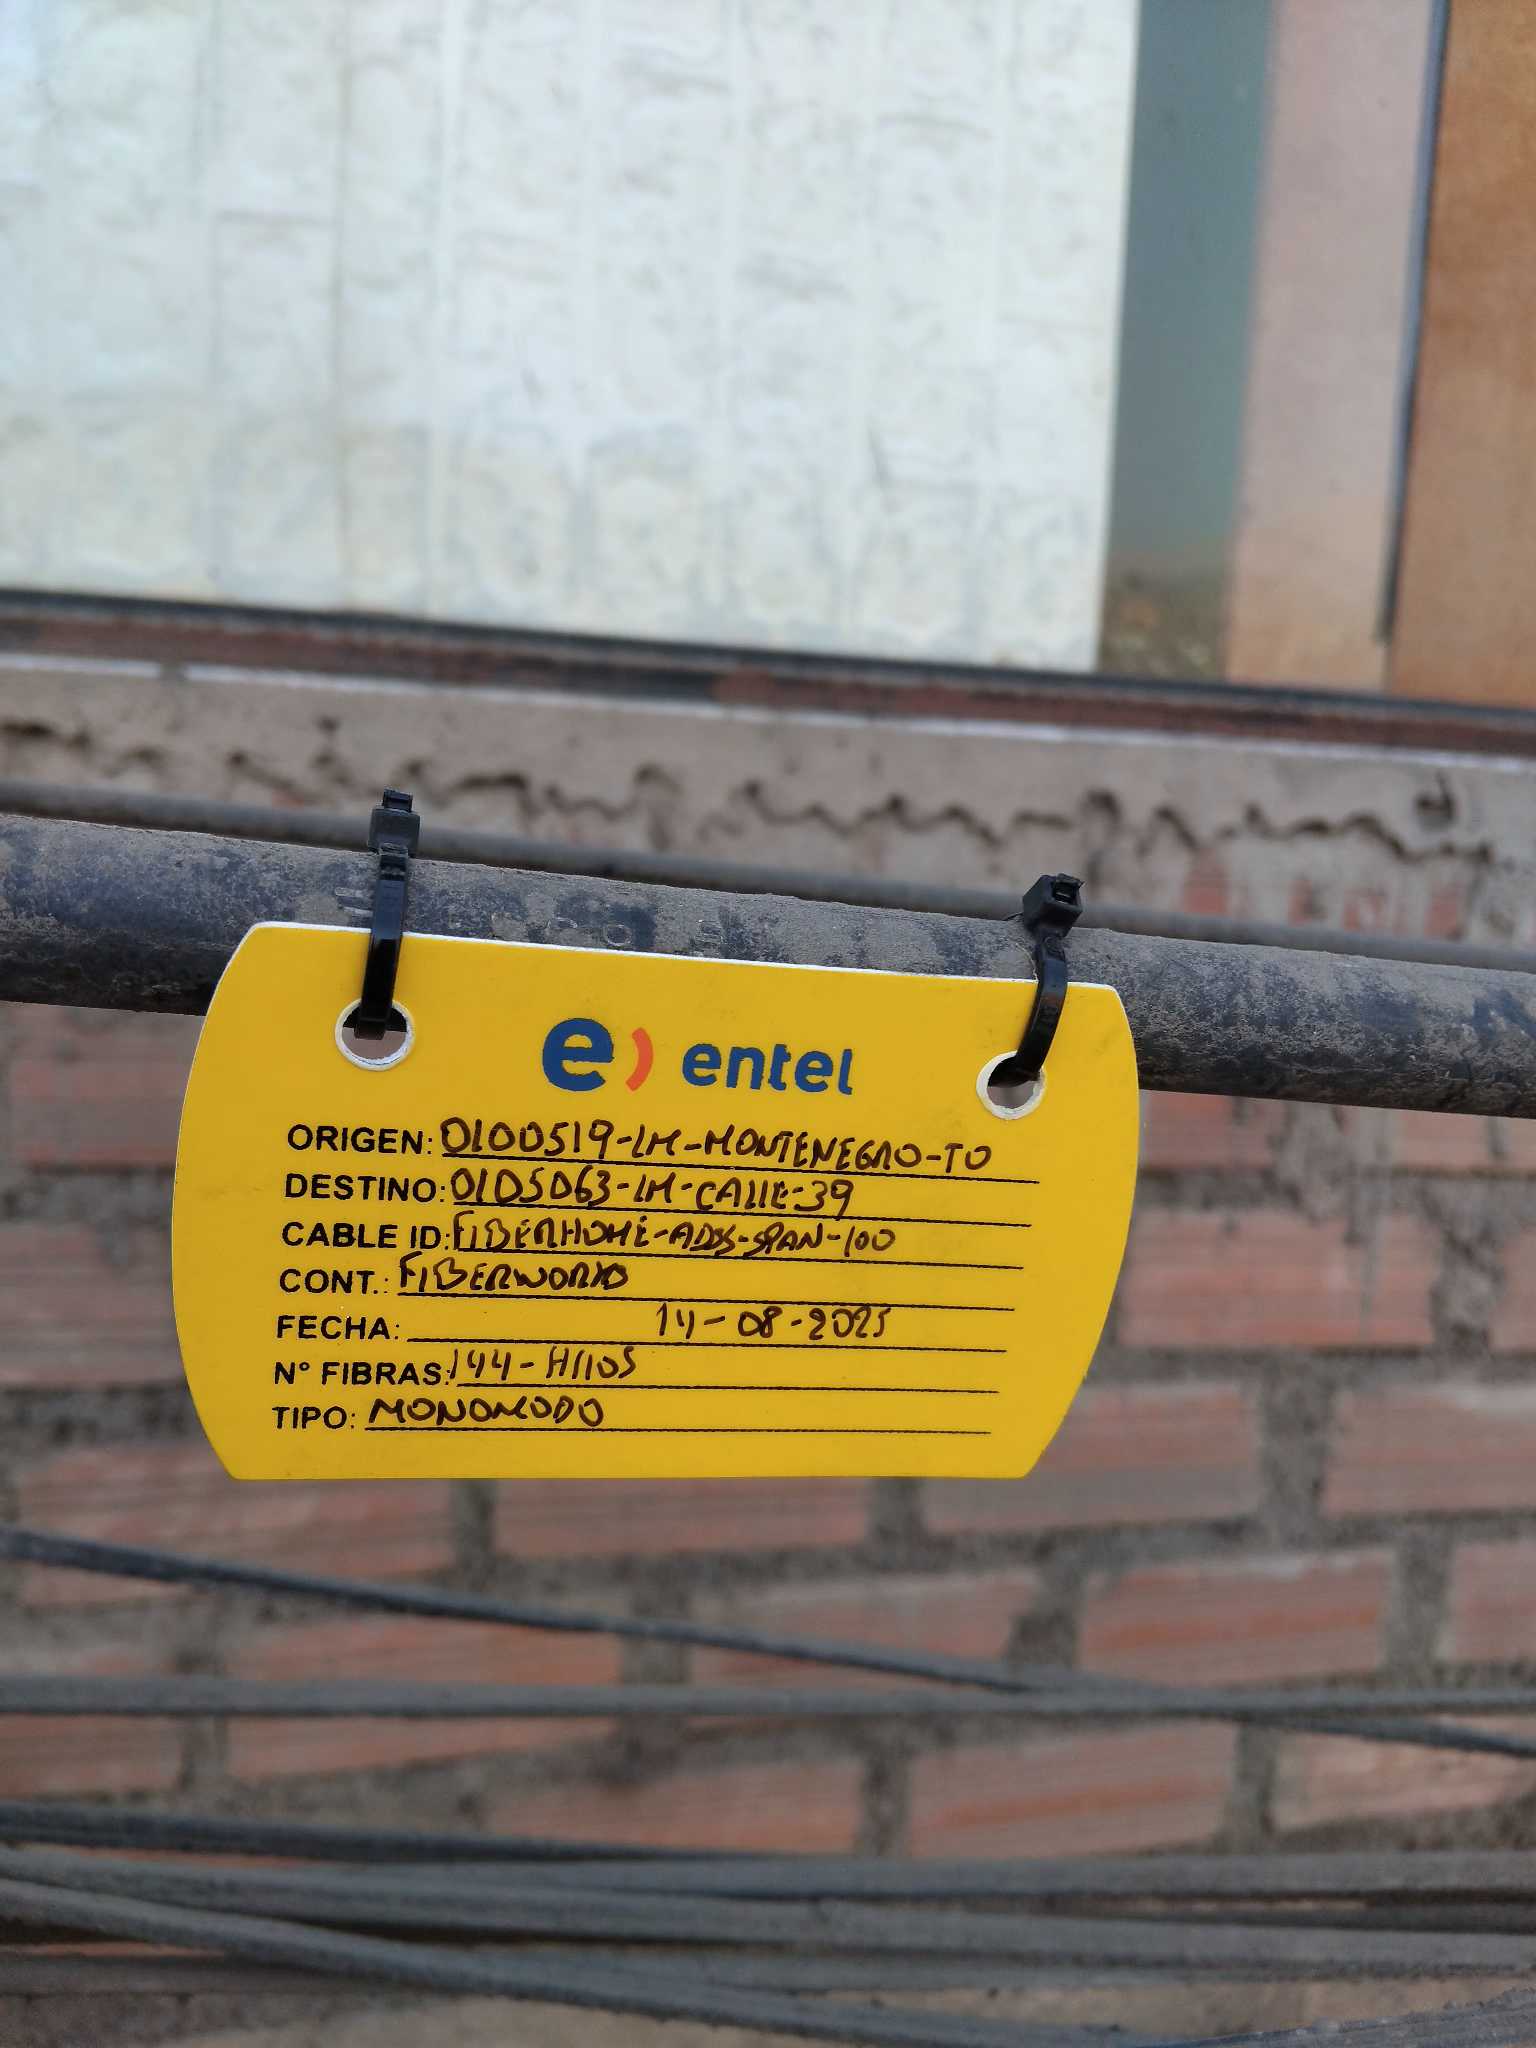 e) entel
ORIGEN: 0100519-LM-MONTENEGRO-TO
DESTINO: 0105063-LM-CALLE-39
CABLE ID: FIBERHOME-ADSS-SPAN-100
CONT.: FIBERWORK
FECHA: 14-08-2025
N° FIBRAS: 144-HILOS
TIPO: MONOMODO